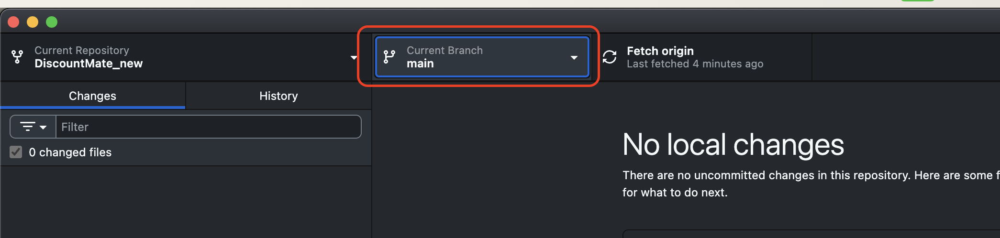 Current Repository
DiscountMate_new
Current Branch
main
Fetch origin
Last fetched 4 minutes ago
Changes
History
Filter
0 changed files
No local changes
There are no uncommitted changes in this repository. Here are some f
for what to do next.